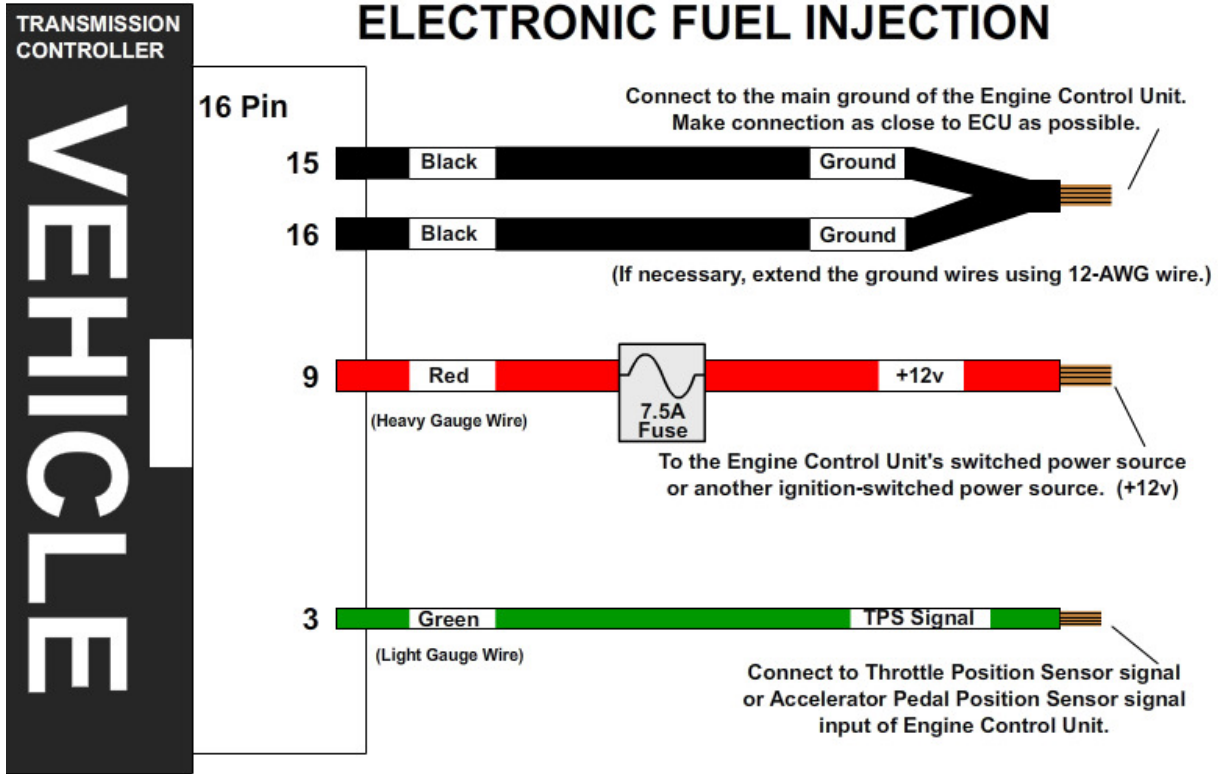 TRANSMISSION
CONTROLLER
VEHICLE
ELECTRONIC FUEL INJECTION
16 Pin
Connect to the main ground of the Engine Control Unit.
Make connection as close to ECU as possible.
15 Black Ground
16 Black Ground
(If necessary, extend the ground wires using 12-AWG wire.)
9 Red +12v
7.5A
Fuse
(Heavy Gauge Wire)
To the Engine Control Unit's switched power source
or another ignition-switched power source. (+12v)
3 Green TPS Signal
(Light Gauge Wire)
Connect to Throttle Position Sensor signal
or Accelerator Pedal Position Sensor signal
input of Engine Control Unit.